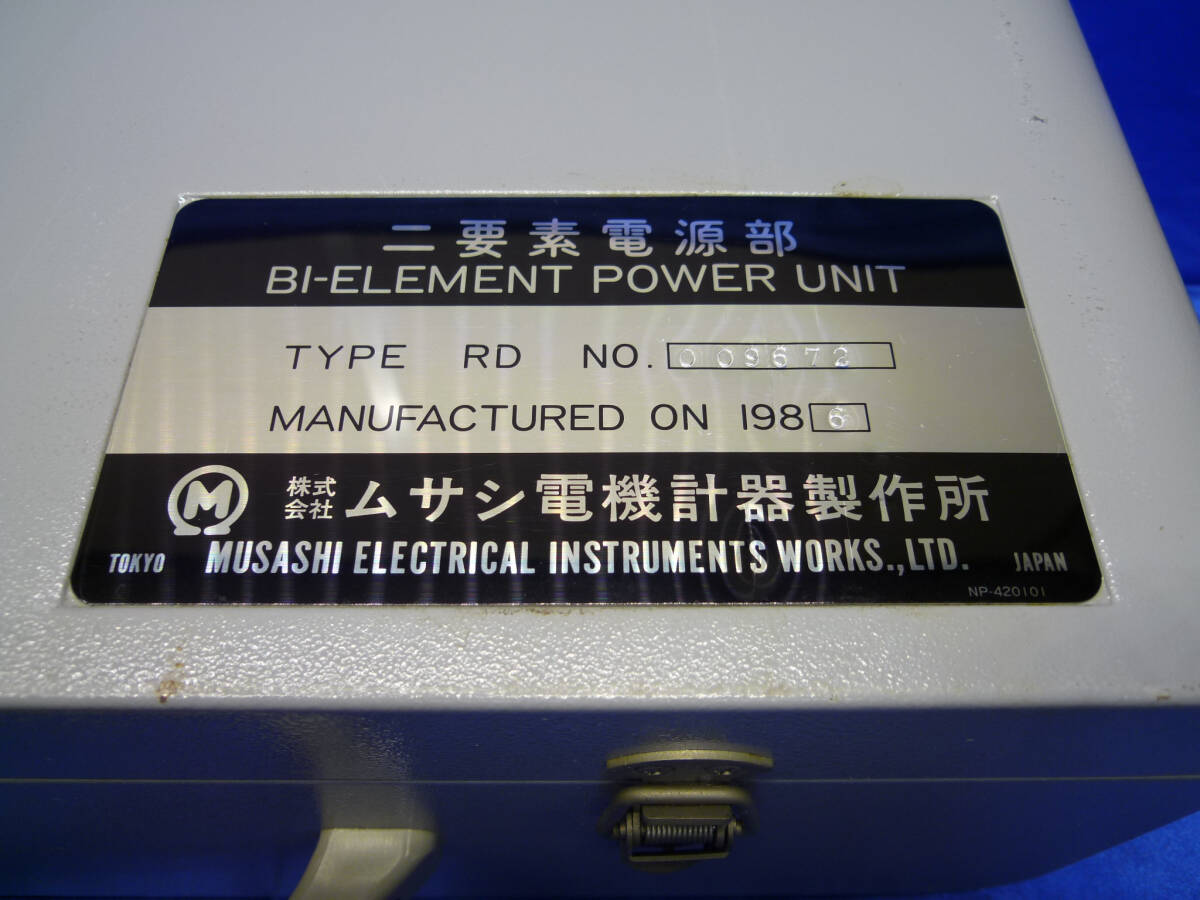 二要素電源部
BI-ELEMENT POWER UNIT
TYPE RD NO. 009672
MANUFACTURED ON 1986
M 株式会社 ムサシ電機計器製作所
TOKYO MUSASHI ELECTRICAL INSTRUMENTS WORKS.,LTD. JAPAN
NP-420101